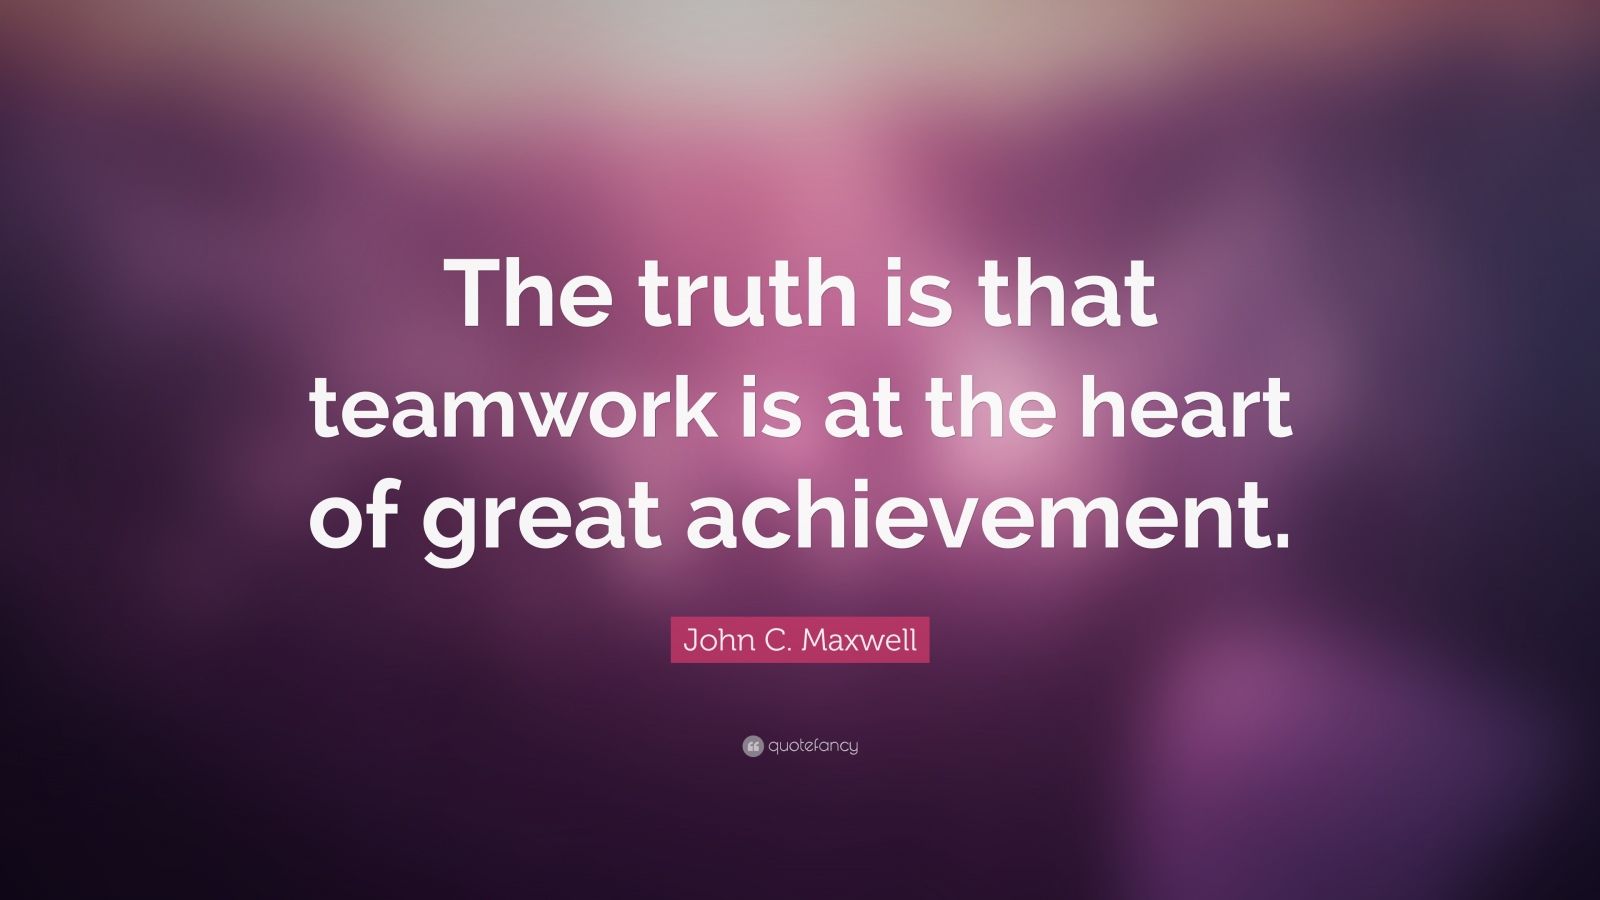 The truth is that
teamwork is at the heart
of great achievement.
John C. Maxwell
quotefancy